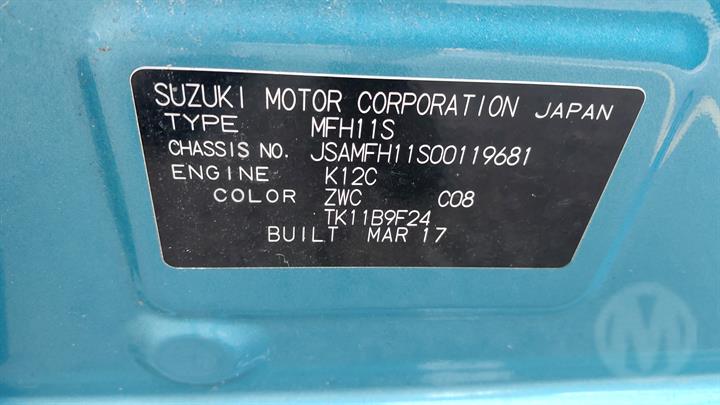 SUZUKI MOTOR CORPORATION JAPAN
TYPE MFH11S
CHASSIS NO. JSAMFH11S00119681
ENGINE K12C
COLOR ZWC C08
TK11B9F24
BUILT MAR 17
M